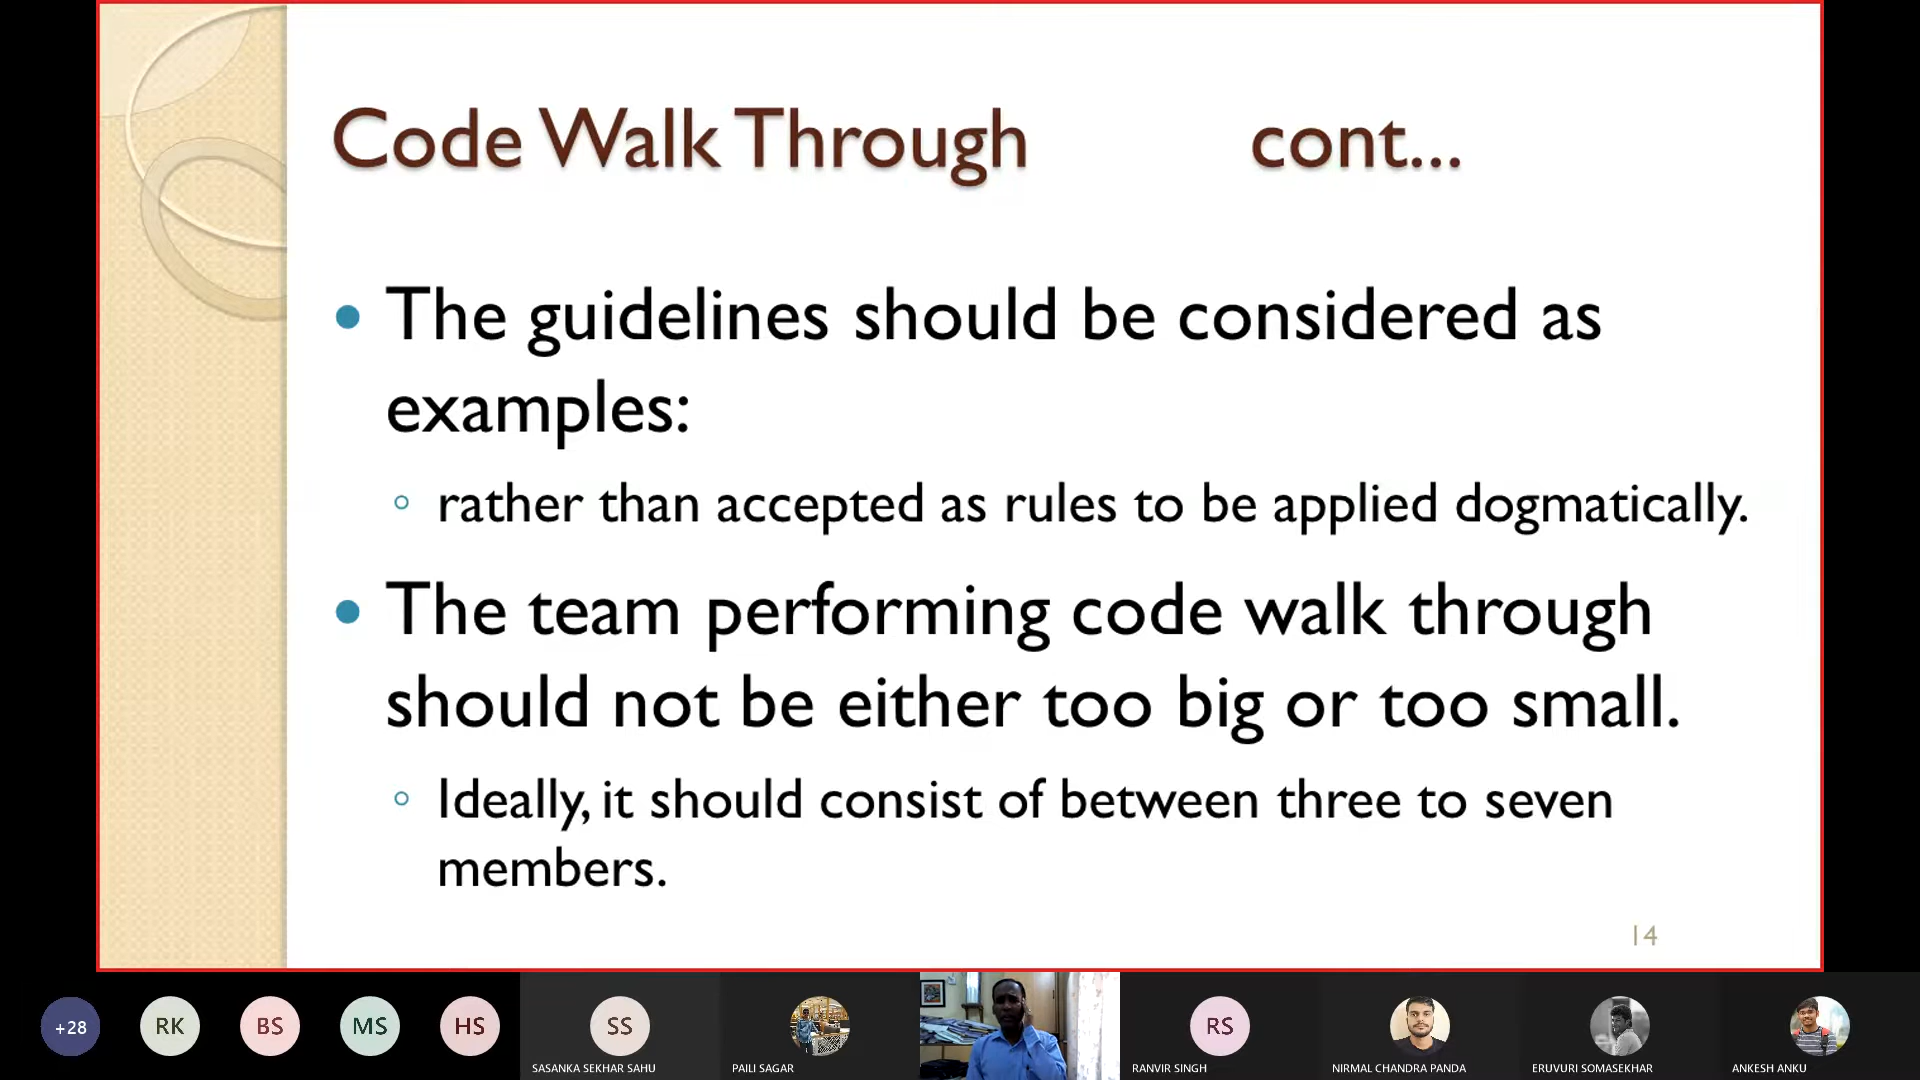 Code Walk Through cont...
• The guidelines should be considered as
examples:
◦ rather than accepted as rules to be applied dogmatically.
• The team performing code walk through
should not be either too big or too small.
◦ Ideally, it should consist of between three to seven
members.
14
+28
RK
BS
MS
HS
SS
RS
SASANKA SEKHAR SAHU
PAILI SAGAR
RANVIR SINGH
NIRMAL CHANDRA PANDA
ERUVURI SOMASEKHAR
ANKESH ANKU